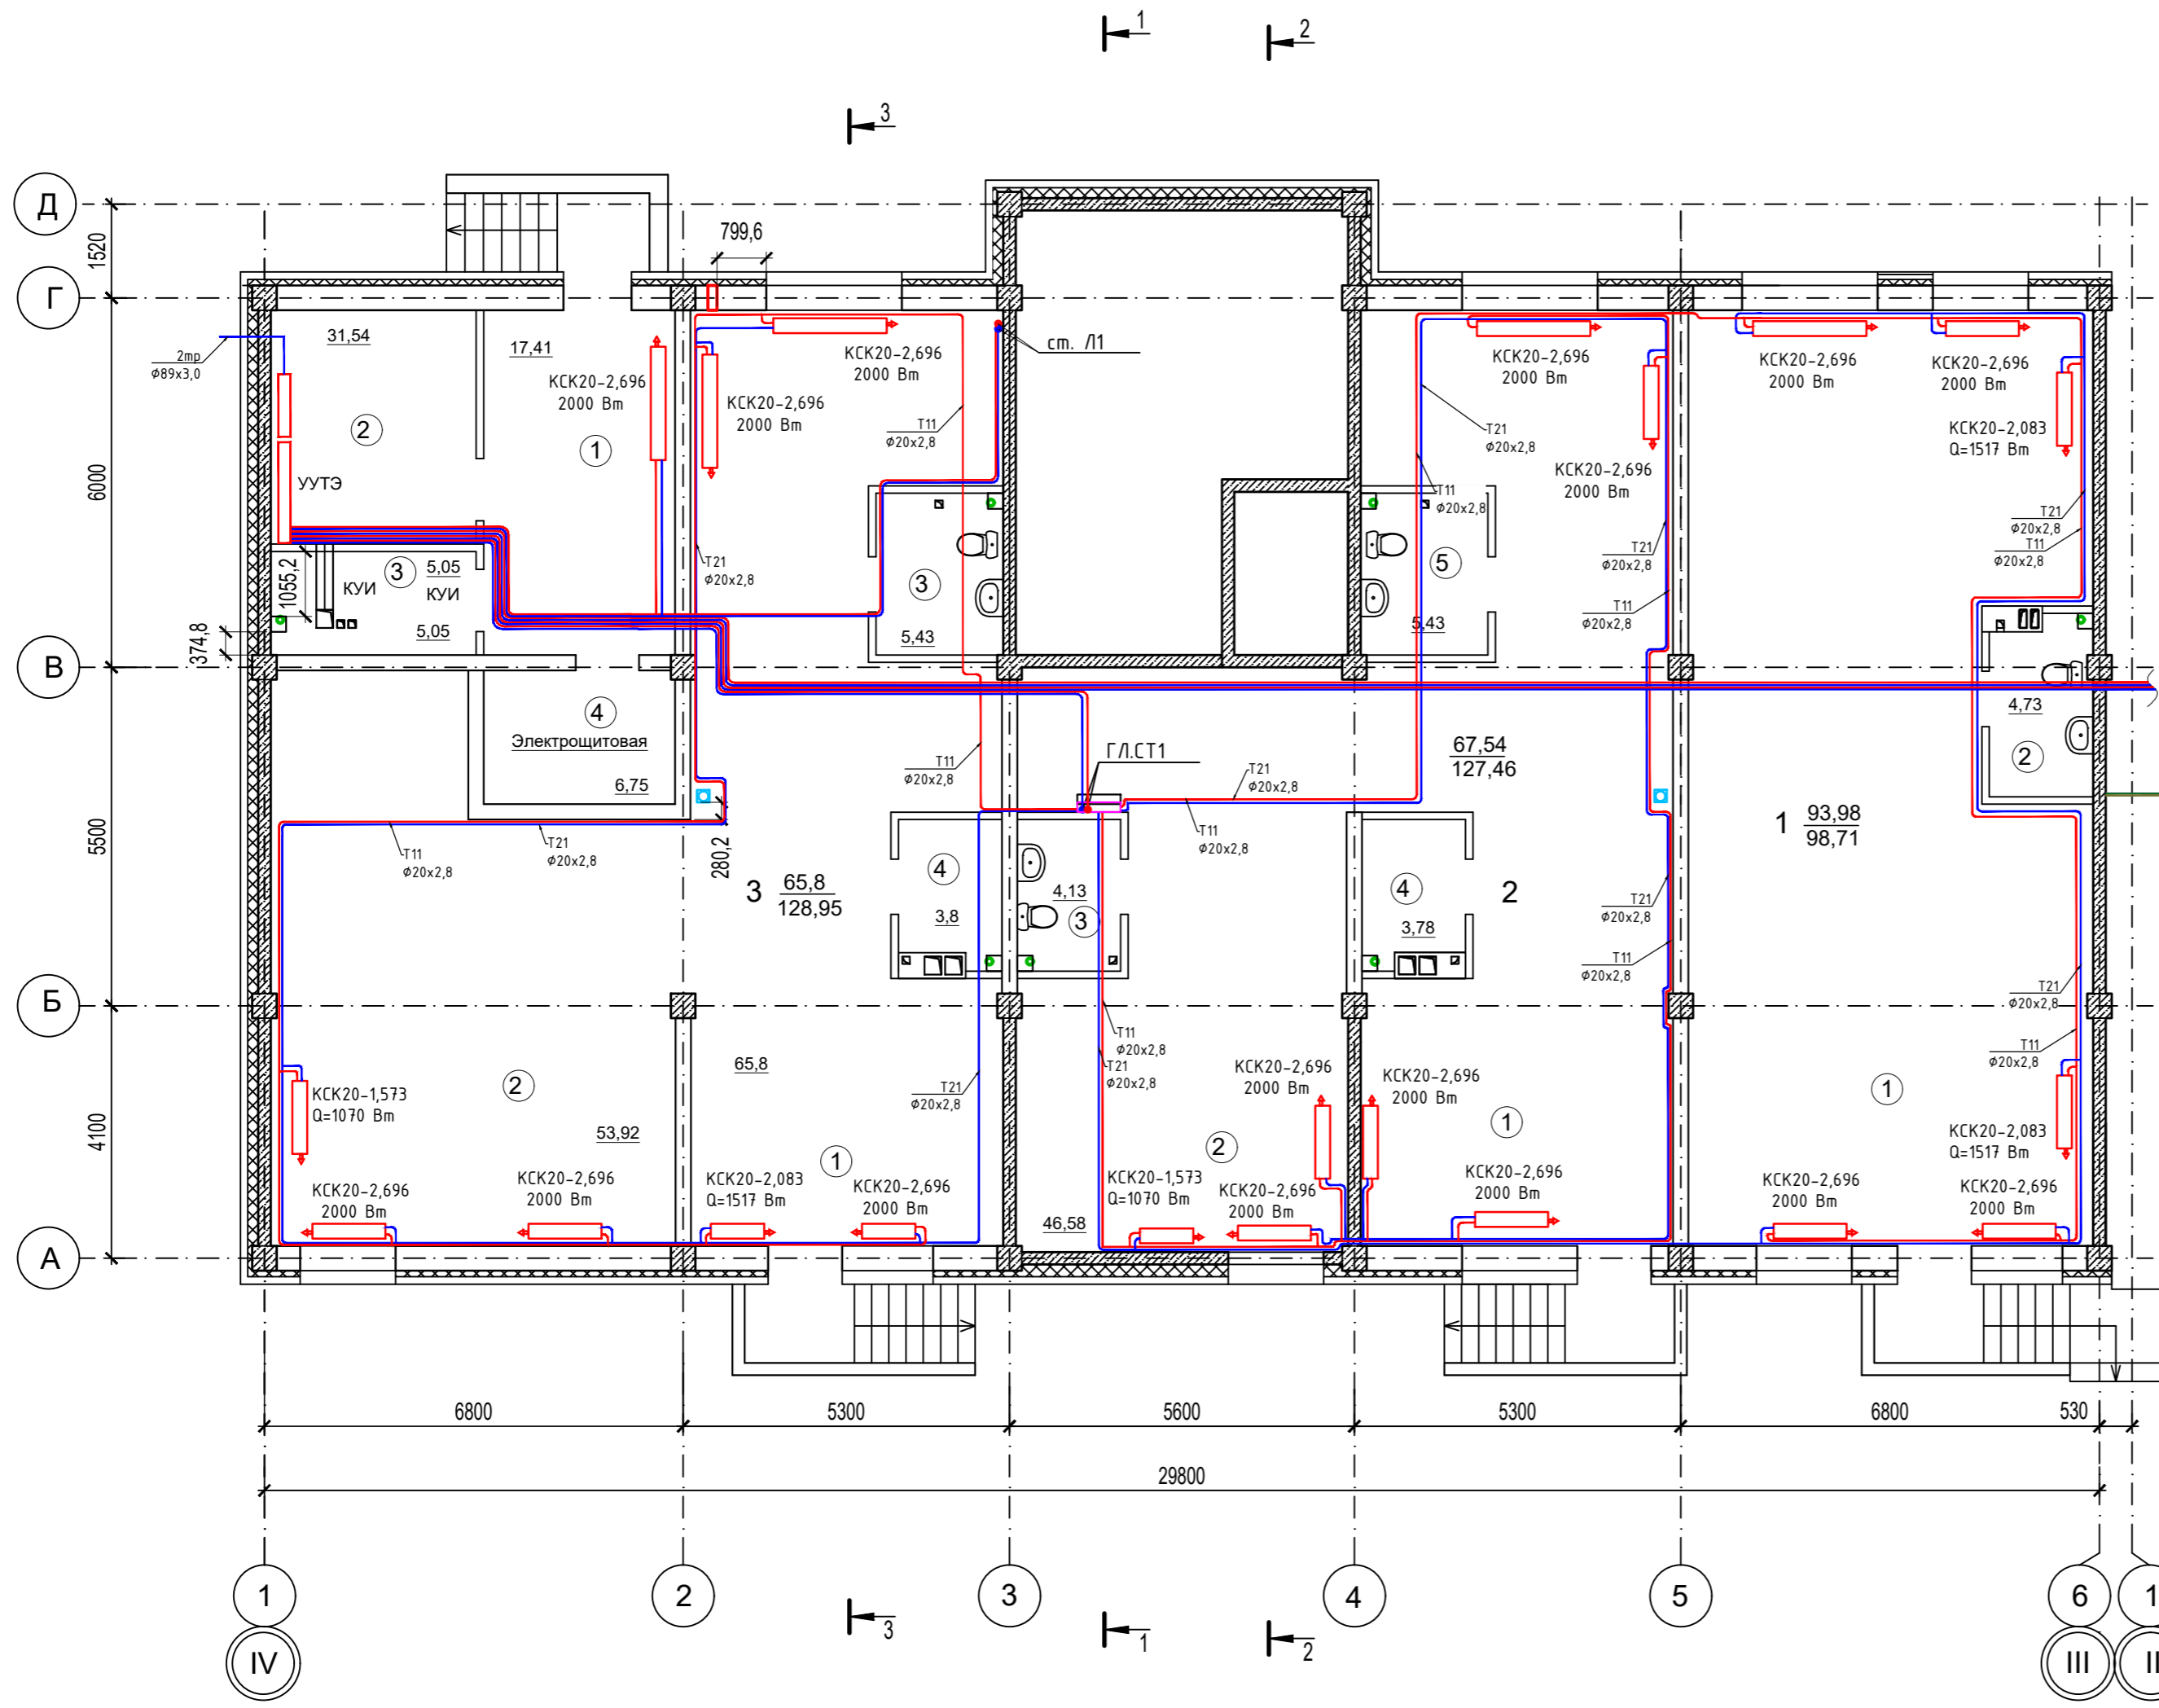 1
2
3
Д
Г
В
Б
А
1520
6000
5500
4100
799,6
2тр
Ф89х3,0
31,54
17,41
КСК20-2,696
2000 Вт
КСК20-2,696
2000 Вт
КСК20-2,696
2000 Вт
ст. Л1
КСК20-2,696
2000 Вт
КСК20-2,696
2000 Вт
КСК20-2,696
2000 Вт
2
1
Т11
Ф20х2,8
Т21
Ф20х2,8
КСК20-2,083
Q=1517 Вт
КСК20-2,696
2000 Вт
УУТЭ
Т11
Ф20х2,8
Т21
Ф20х2,8
Т11
Ф20х2,8
Т21
Ф20х2,8
Т21
Ф20х2,8
Т11
Ф20х2,8
1055,2
3
5,05
КУИ
КУИ
5,05
374,8
3
5,43
5
5,43
4
Электрощитовая
6,75
Т11
Ф20х2,8
ГЛ.СТ1
Т21
Ф20х2,8
67,54
127,46
4,73
2
Т11
Ф20х2,8
Т21
Ф20х2,8
280,2
3
65,8
128,95
4
3,8
4,13
3
Т11
Ф20х2,8
4
3,78
2
1
93,98
98,71
Т21
Ф20х2,8
Т11
Ф20х2,8
Т21
Ф20х2,8
Т11
Ф20х2,8
Т11
Ф20х2,8
Т21
Ф20х2,8
65,8
Т21
Ф20х2,8
КСК20-1,573
Q=1070 Вт
2
53,92
КСК20-2,696
2000 Вт
КСК20-2,696
2000 Вт
1
1
КСК20-2,083
Q=1517 Вт
1
КСК20-2,696
2000 Вт
КСК20-2,696
2000 Вт
КСК20-2,083
Q=1517 Вт
КСК20-2,696
2000 Вт
2
КСК20-1,573
Q=1070 Вт
КСК20-2,696
2000 Вт
КСК20-2,696
2000 Вт
КСК20-2,696
2000 Вт
КСК20-2,696
2000 Вт
46,58
6800
5300
5600
5300
6800
530
29800
1
2
3
4
5
6
1
IV
III
II
3
1
2